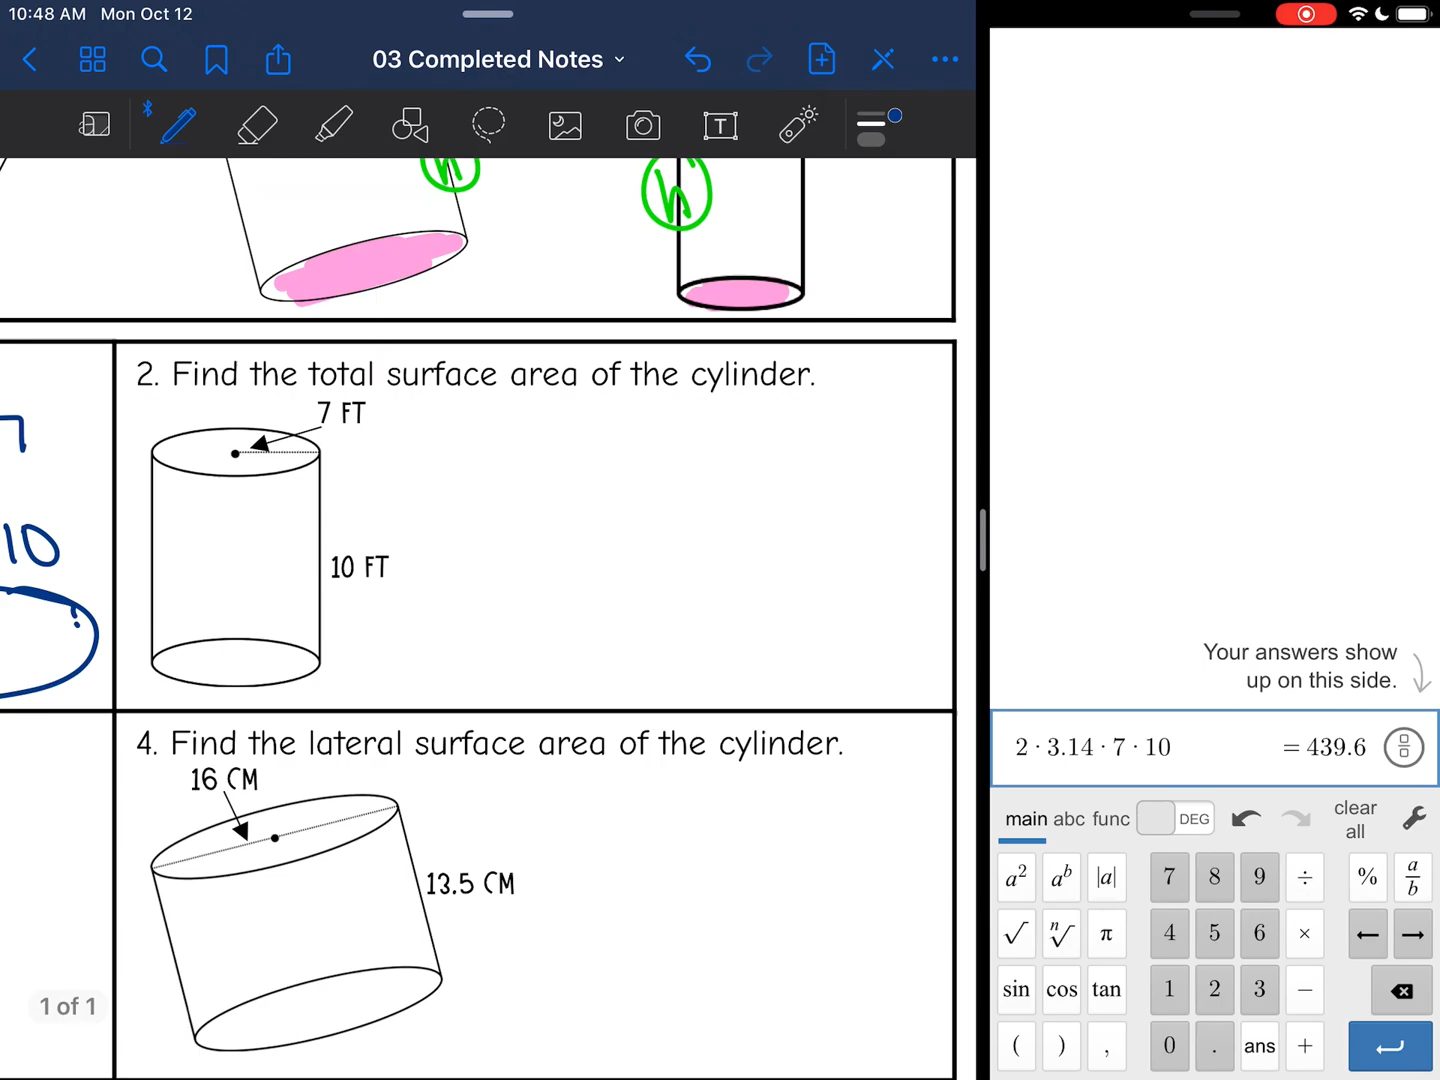 10:48 AM Mon Oct 12
03 Completed Notes
T
h
h
2. Find the total surface area of the cylinder.
7 FT
10 FT
10
4. Find the lateral surface area of the cylinder.
16 CM
13.5 CM
1 of 1
Your answers show
up on this side.
2 · 3.14 · 7 · 10 = 439.6
main abc func DEG clear all
a² aᵇ |a| 7 8 9 ÷ % a/b
√ ⁿ√ π 4 5 6 × ← →
sin cos tan 1 2 3 −
( ) , 0 . ans +